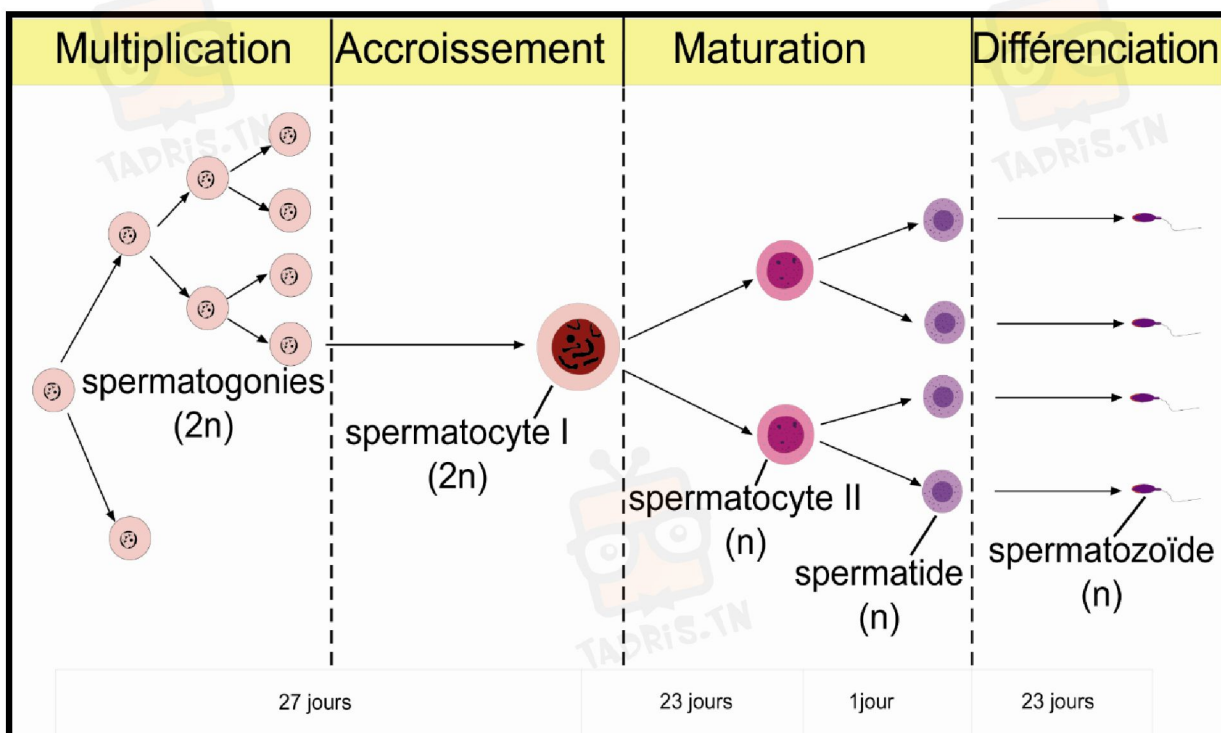 Multiplication
Accroissement
Maturation
Différenciation
TADRiS.TN
TADRiS.TN
spermatogonies
(2n)
spermatocyte I
(2n)
spermatocyte II
(n)
spermatide
(n)
spermatozoïde
(n)
TADRiS.TN
27 jours
23 jours
1jour
23 jours